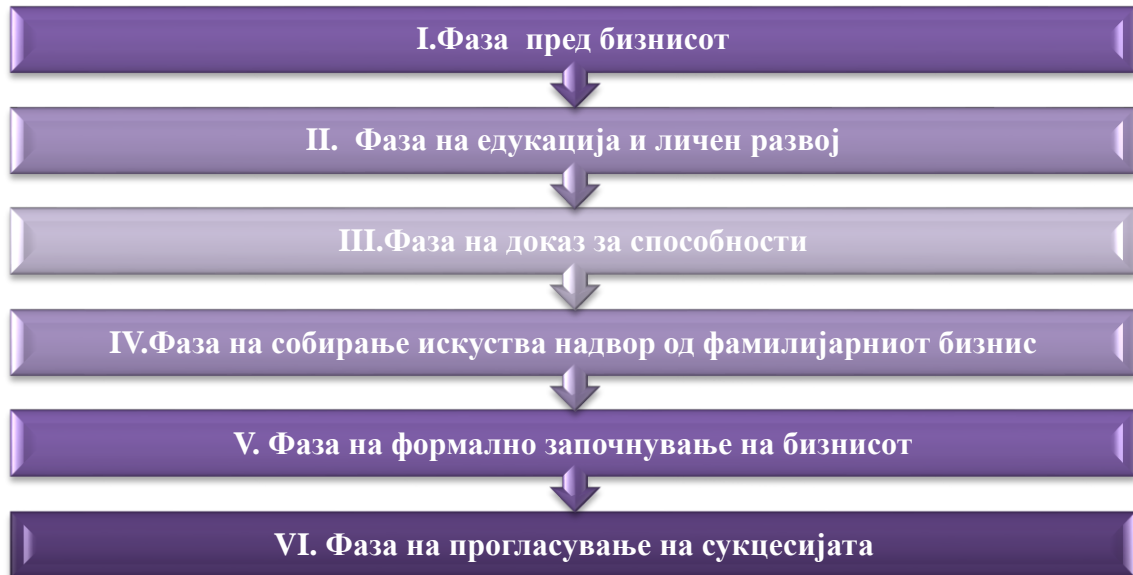 I.Фаза пред бизнисот
II. Фаза на едукација и личен развој
III.Фаза на доказ за способности
IV.Фаза на собирање искуства надвор од фамилијарниот бизнис
V. Фаза на формално започнување на бизнисот
VI. Фаза на прогласување на сукцесијата